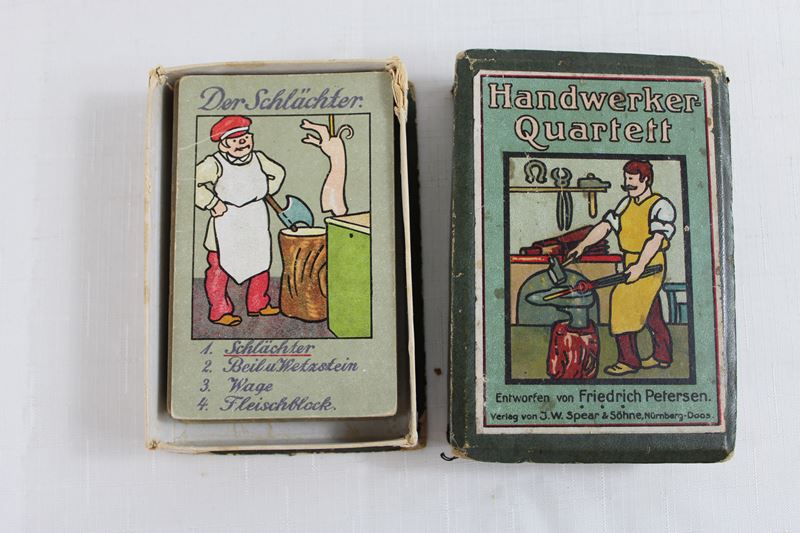 Der Schlächter.
1. Schlächter
2. Beil u Wetzstein
3. Wage
4. Fleischblock.
Handwerker-
Quartett
Entworfen von Friedrich Petersen.
Verlag von J.W. Spear & Söhne, Nürnberg-Doos.